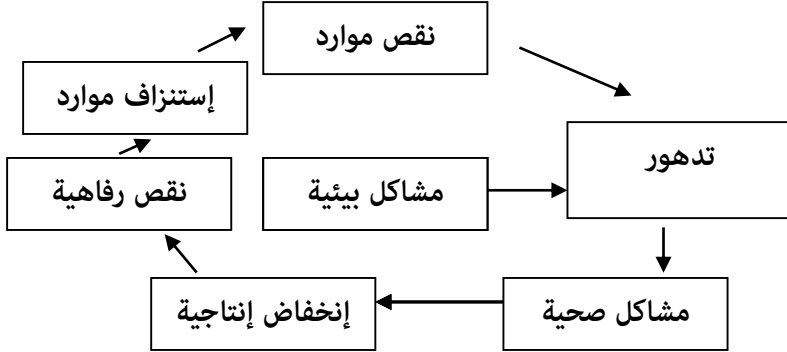 نقص موارد
إستنزاف موارد
تدهور
نقص رفاهية
مشاكل بيئية
إنخفاض إنتاجية
مشاكل صحية